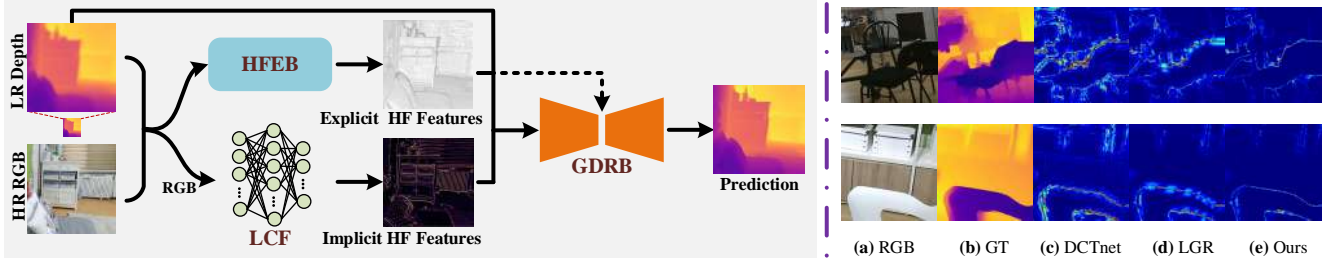 LR Depth
HR RGB
HFEB
Explicit HF Features
RGB
LCF
Implicit HF Features
GDRB
Prediction
(a) RGB
(b) GT
(c) DCTnet
(d) LGR
(e) Ours